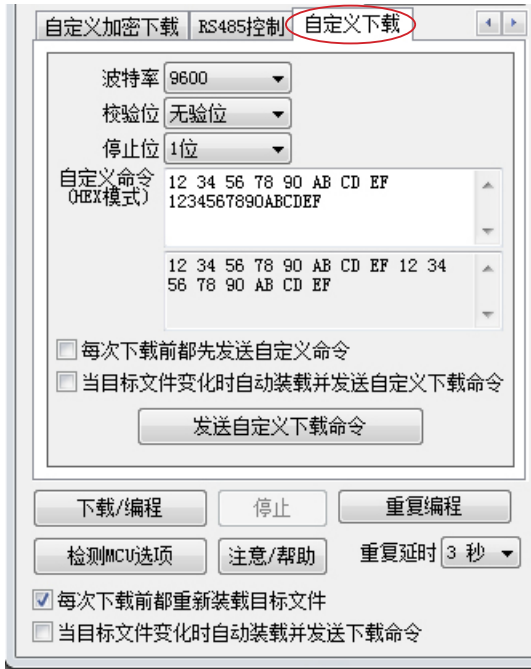 自定义加密下载 RS485控制 自定义下载
波特率 9600
校验位 无验位
停止位 1位
自定义命令
(HEX模式)
12 34 56 78 90 AB CD EF
1234567890ABCDEF
12 34 56 78 90 AB CD EF 12 34
56 78 90 AB CD EF
每次下载前都先发送自定义命令
当目标文件变化时自动装载并发送自定义下载命令
发送自定义下载命令
下载/编程 停止 重复编程
检测MCU选项 注意/帮助 重复延时 3 秒
每次下载前都重新装载目标文件
当目标文件变化时自动装载并发送下载命令